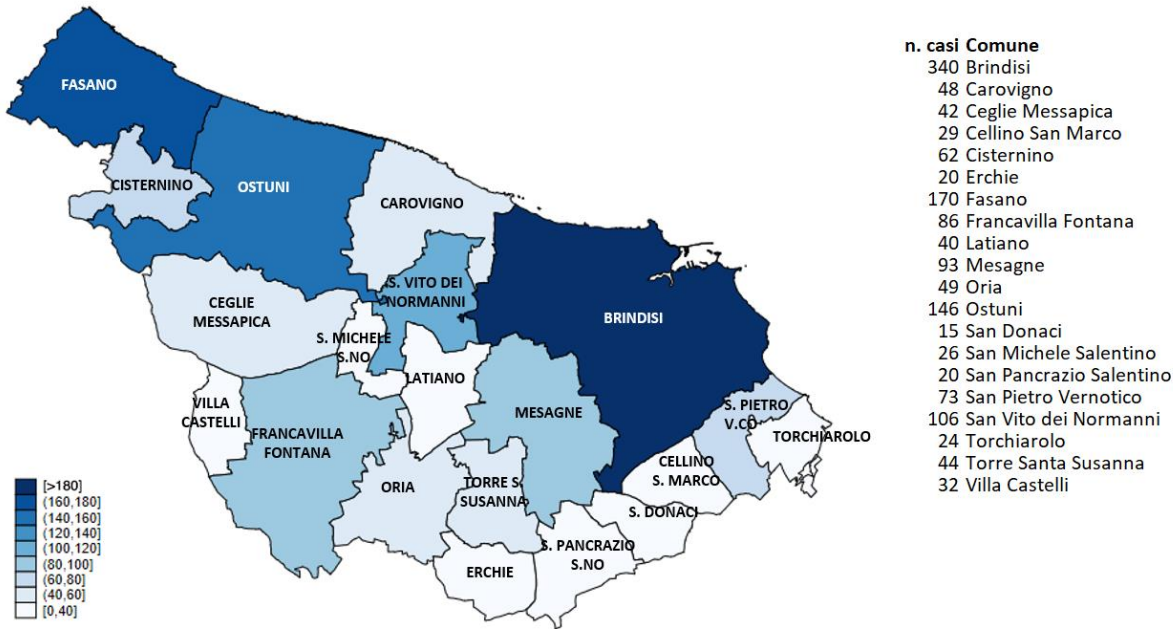 FASANO
CISTERNINO
OSTUNI
CAROVIGNO
S. VITO DEI
NORMANNI
CEGLIE
MESSAPICA
S. MICHELE
S.NO
BRINDISI
LATIANO
VILLA
CASTELLI
FRANCAVILLA
FONTANA
MESAGNE
S. PIETRO
V.CO
TORCHIAROLO
CELLINO
S. MARCO
ORIA
TORRE S.
SUSANNA
S. DONACI
S. PANCRAZIO
S.NO
ERCHIE
[>180]
(160,180]
(140,160]
(120,140]
(100,120]
(80,100]
(60,80]
(40,60]
[0,40]
n. casi Comune
340 Brindisi
48 Carovigno
42 Ceglie Messapica
29 Cellino San Marco
62 Cisternino
20 Erchie
170 Fasano
86 Francavilla Fontana
40 Latiano
93 Mesagne
49 Oria
146 Ostuni
15 San Donaci
26 San Michele Salentino
20 San Pancrazio Salentino
73 San Pietro Vernotico
106 San Vito dei Normanni
24 Torchiarolo
44 Torre Santa Susanna
32 Villa Castelli